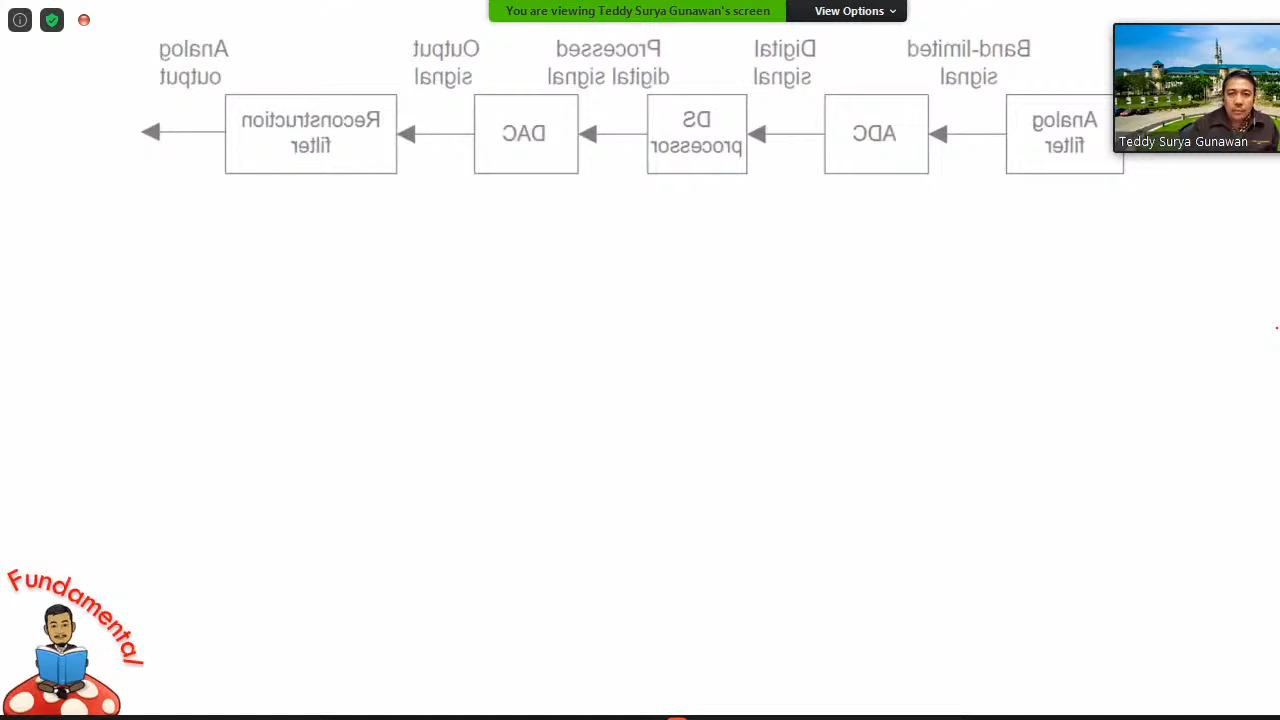 You are viewing Teddy Surya Gunawan's screen
View Options
Analog
output
Output
signal
Processed
digital signal
Digital
signal
Band-limited
signal
Reconstruction
filter
DAC
DS
processor
ADC
Analog
filter
Teddy Surya Gunawan
Fundamental